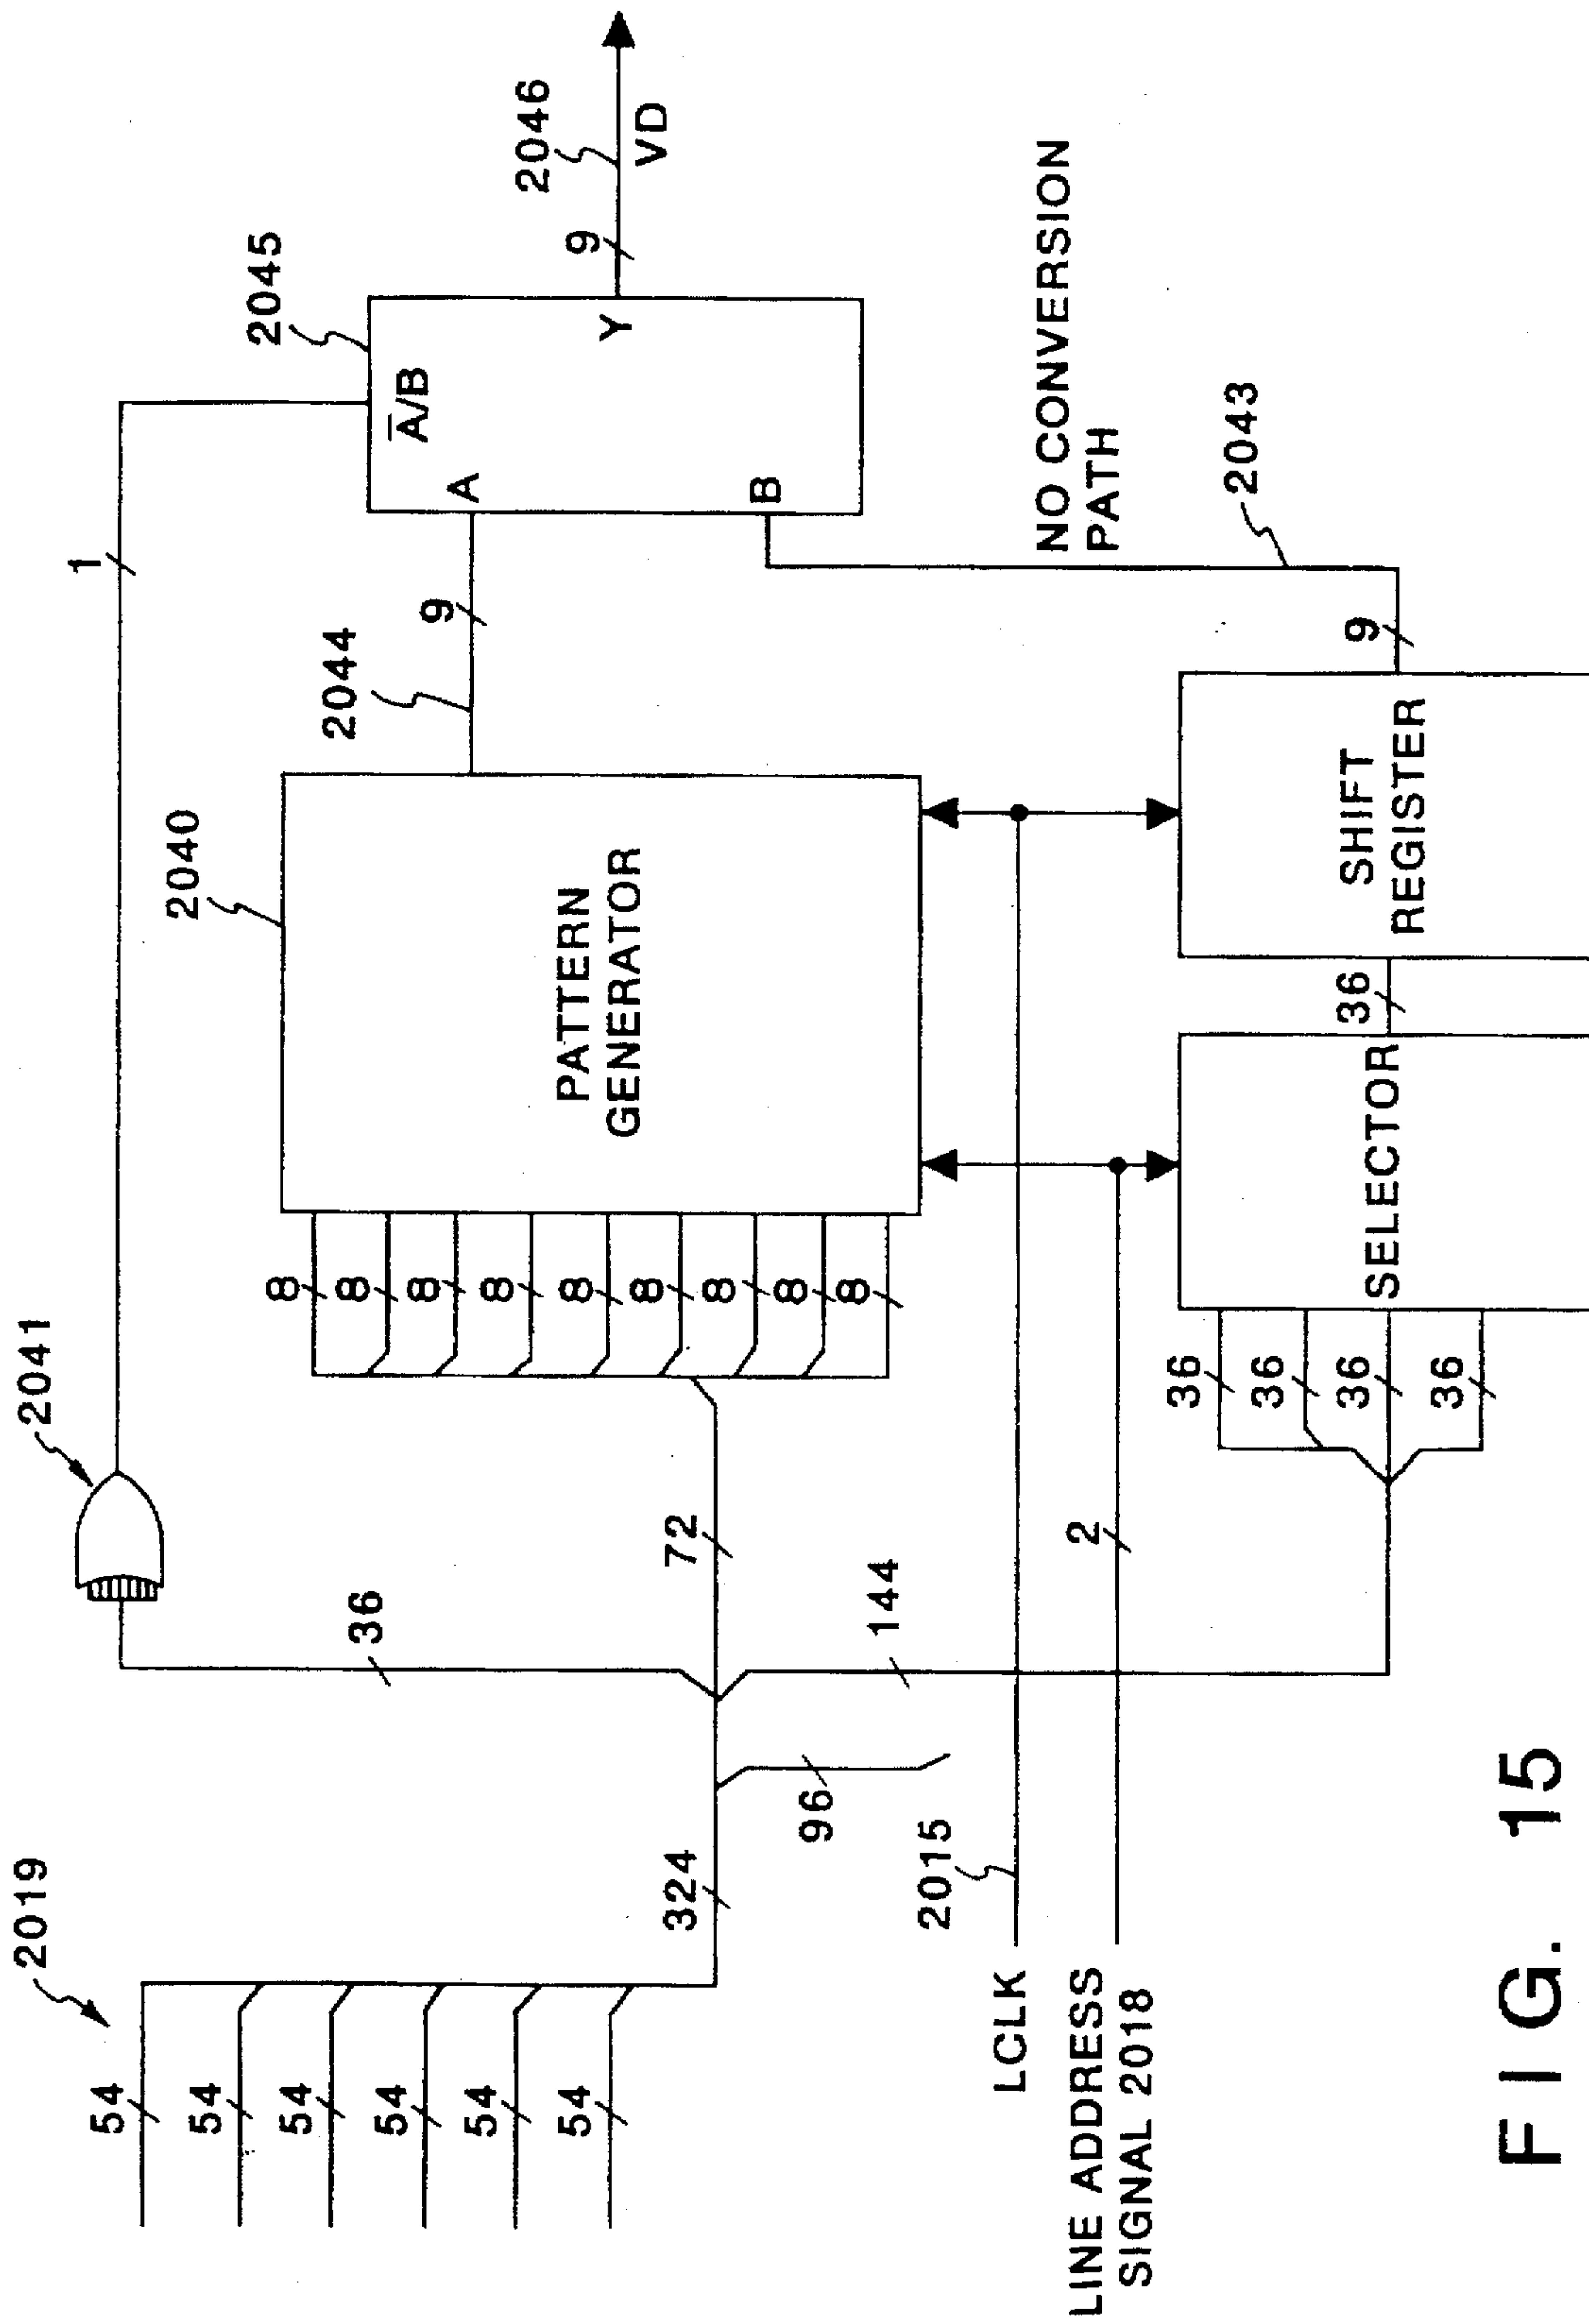 2019
54
54
54
54
54
54
324
96
36
144
72
2041
1
8
8
8
8
8
8
8
8
8
2040
PATTERN
GENERATOR
2044
9
2045
A̅/B
A
B
Y
9
2046
VD
NO CONVERSION
PATH
2043
9
SHIFT
REGISTER
36
SELECTOR
36
36
36
36
2
2015
LCLK
LINE ADDRESS
SIGNAL 2018
FIG. 15